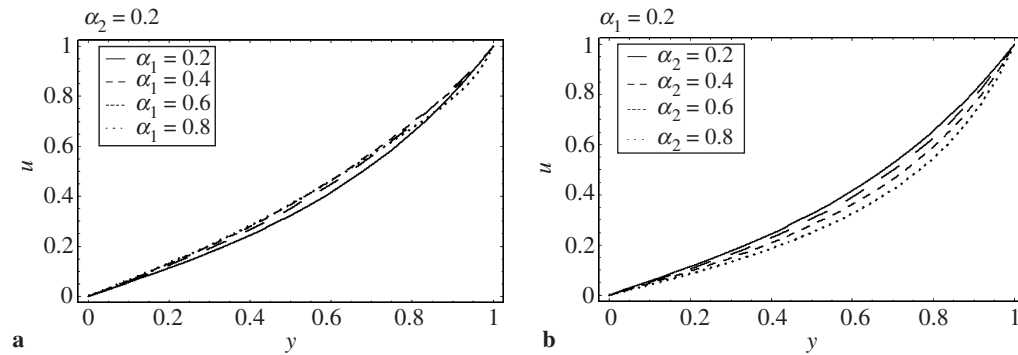 α₂ = 0.2
1
0.8
0.6
0.4
0.2
0
u
α₁ = 0.2
α₁ = 0.4
α₁ = 0.6
α₁ = 0.8
0 0.2 0.4 0.6 0.8 1
y
a
α₁ = 0.2
1
0.8
0.6
0.4
0.2
0
u
α₂ = 0.2
α₂ = 0.4
α₂ = 0.6
α₂ = 0.8
0 0.2 0.4 0.6 0.8 1
y
b